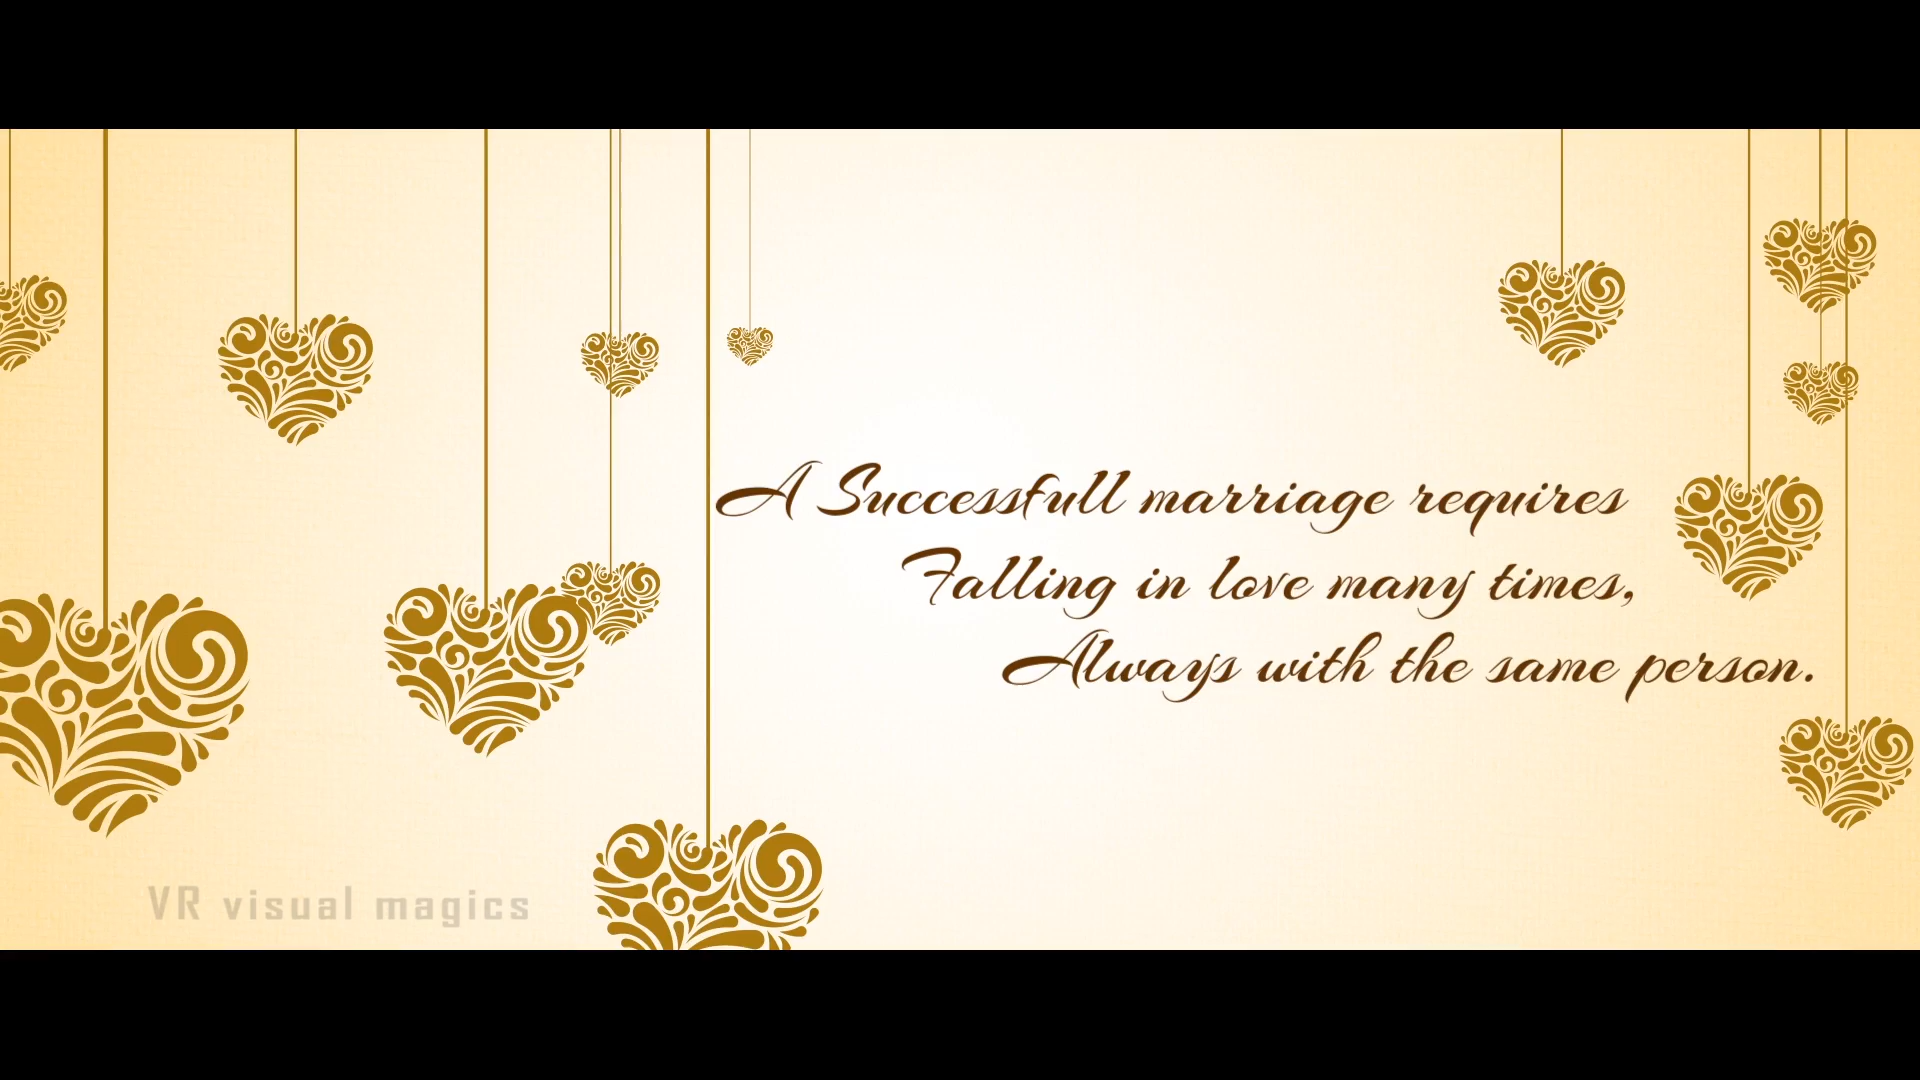 A Successfull marriage requires
Falling in love many times,
Always with the same person.
VR visual magics